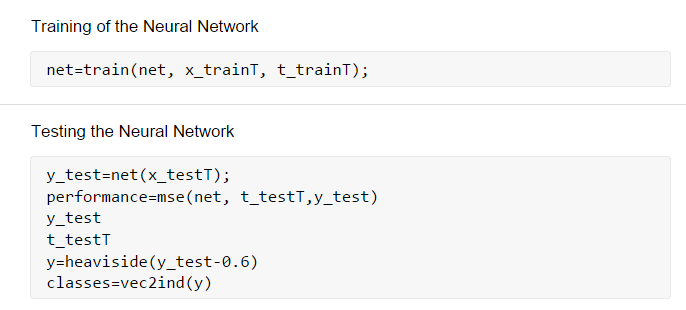 Training of the Neural Network
net=train(net, x_trainT, t_trainT);
Testing the Neural Network
y_test=net(x_testT);
performance=mse(net, t_testT,y_test)
y_test
t_testT
y=heaviside(y_test-0.6)
classes=vec2ind(y)